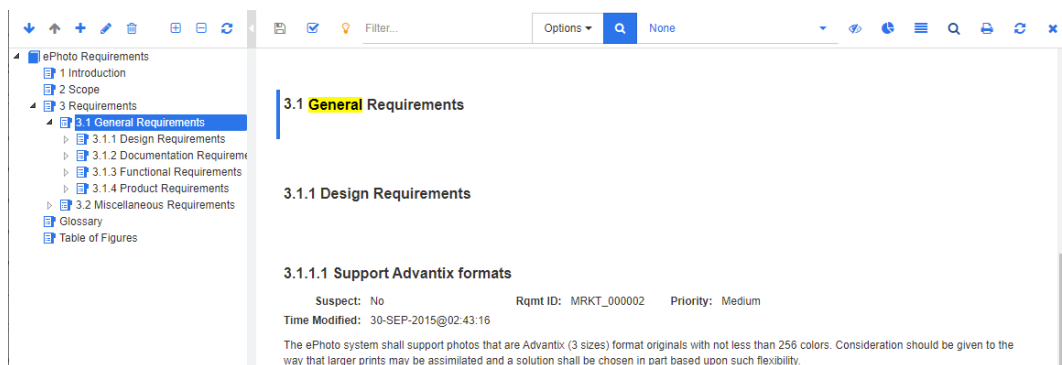 Filter...
Options
None
ePhoto Requirements
1 Introduction
2 Scope
3 Requirements
3.1 General Requirements
3.1.1 Design Requirements
3.1.2 Documentation Requireme
3.1.3 Functional Requirements
3.1.4 Product Requirements
3.2 Miscellaneous Requirements
Glossary
Table of Figures
3.1 General Requirements
3.1.1 Design Requirements
3.1.1.1 Support Advantix formats
Suspect: No Rqmt ID: MRKT_000002 Priority: Medium
Time Modified: 30-SEP-2015@02:43:16
The ePhoto system shall support photos that are Advantix (3 sizes) format originals with not less than 256 colors. Consideration should be given to the
way that larger prints may be assimilated and a solution shall be chosen in part based upon such flexibility.